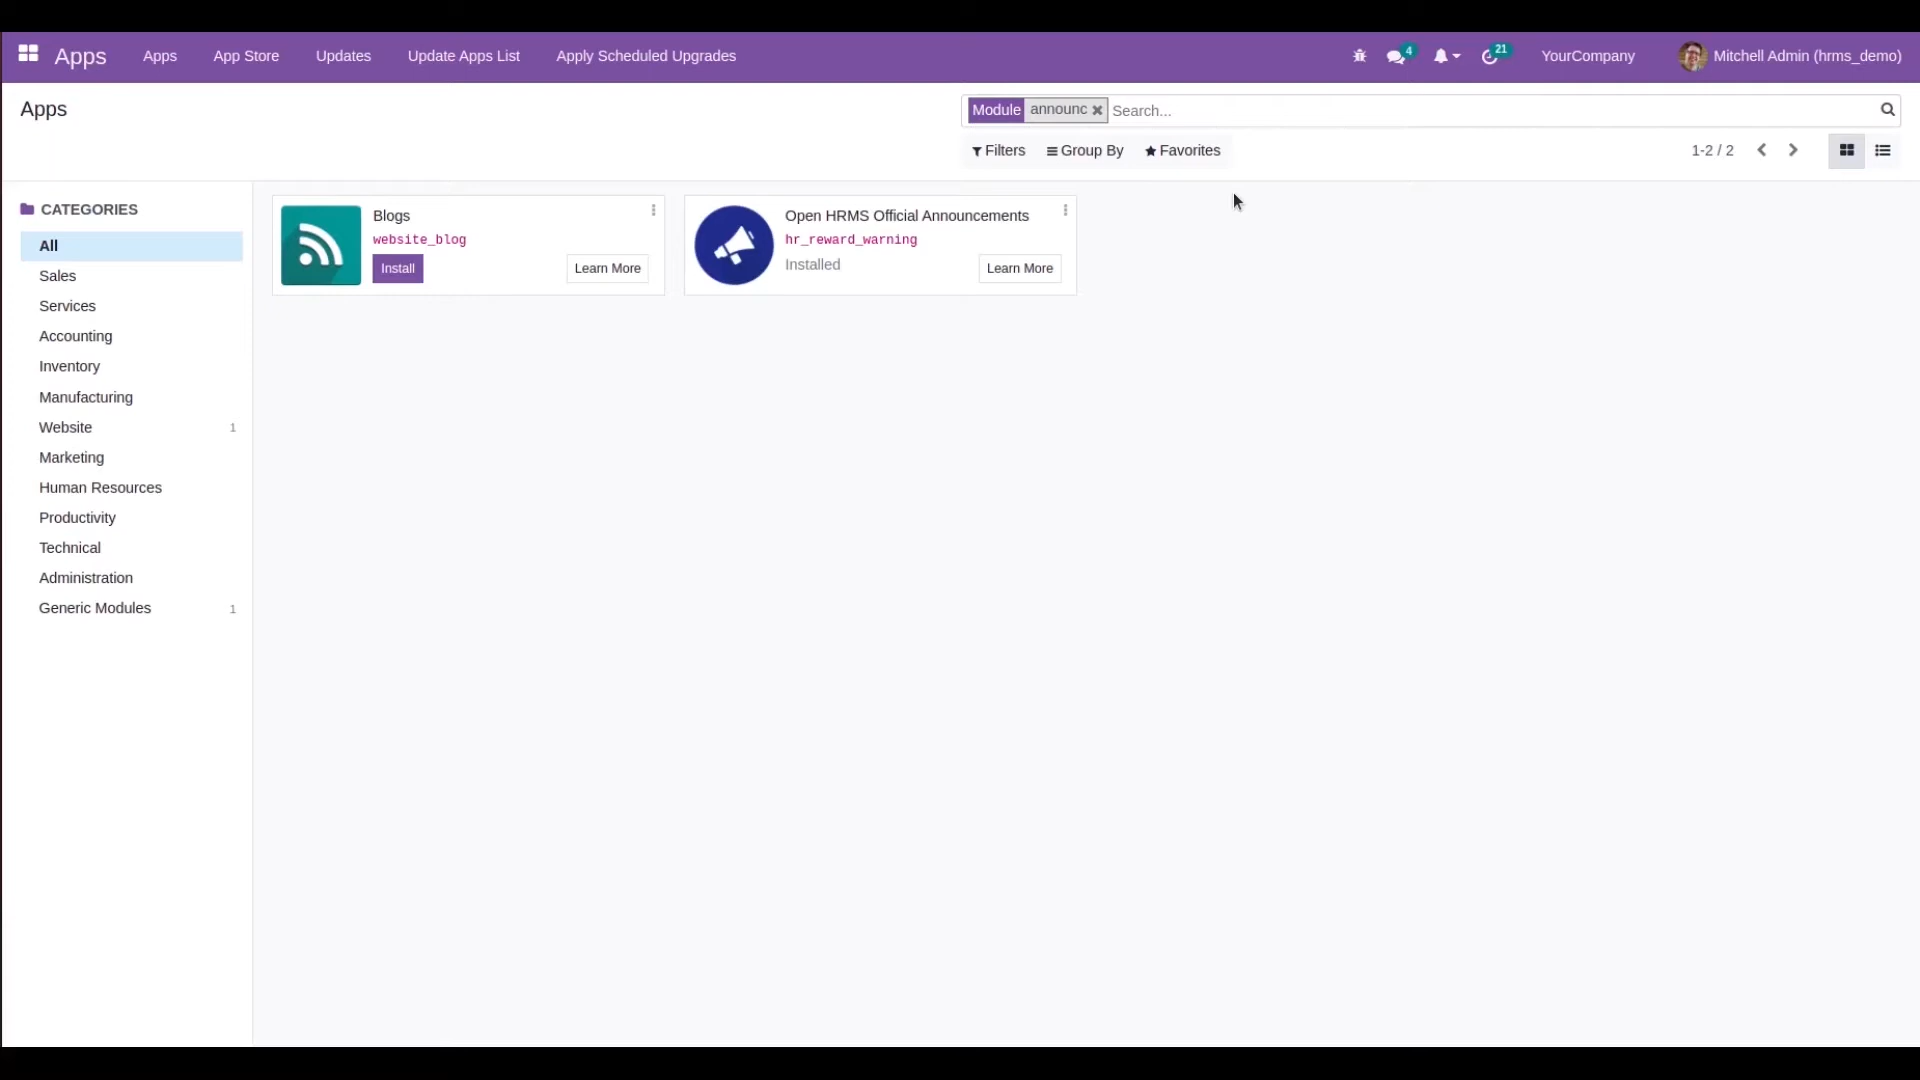 Apps Apps App Store Updates Update Apps List Apply Scheduled Upgrades 4 21 YourCompany Mitchell Admin (hrms_demo)
Apps
Module announc Search...
Filters Group By Favorites 1-2 / 2
CATEGORIES
All
Sales
Services
Accounting
Inventory
Manufacturing
Website 1
Marketing
Human Resources
Productivity
Technical
Administration
Generic Modules 1
Blogs
website_blog
Install Learn More
Open HRMS Official Announcements
hr_reward_warning
Installed Learn More